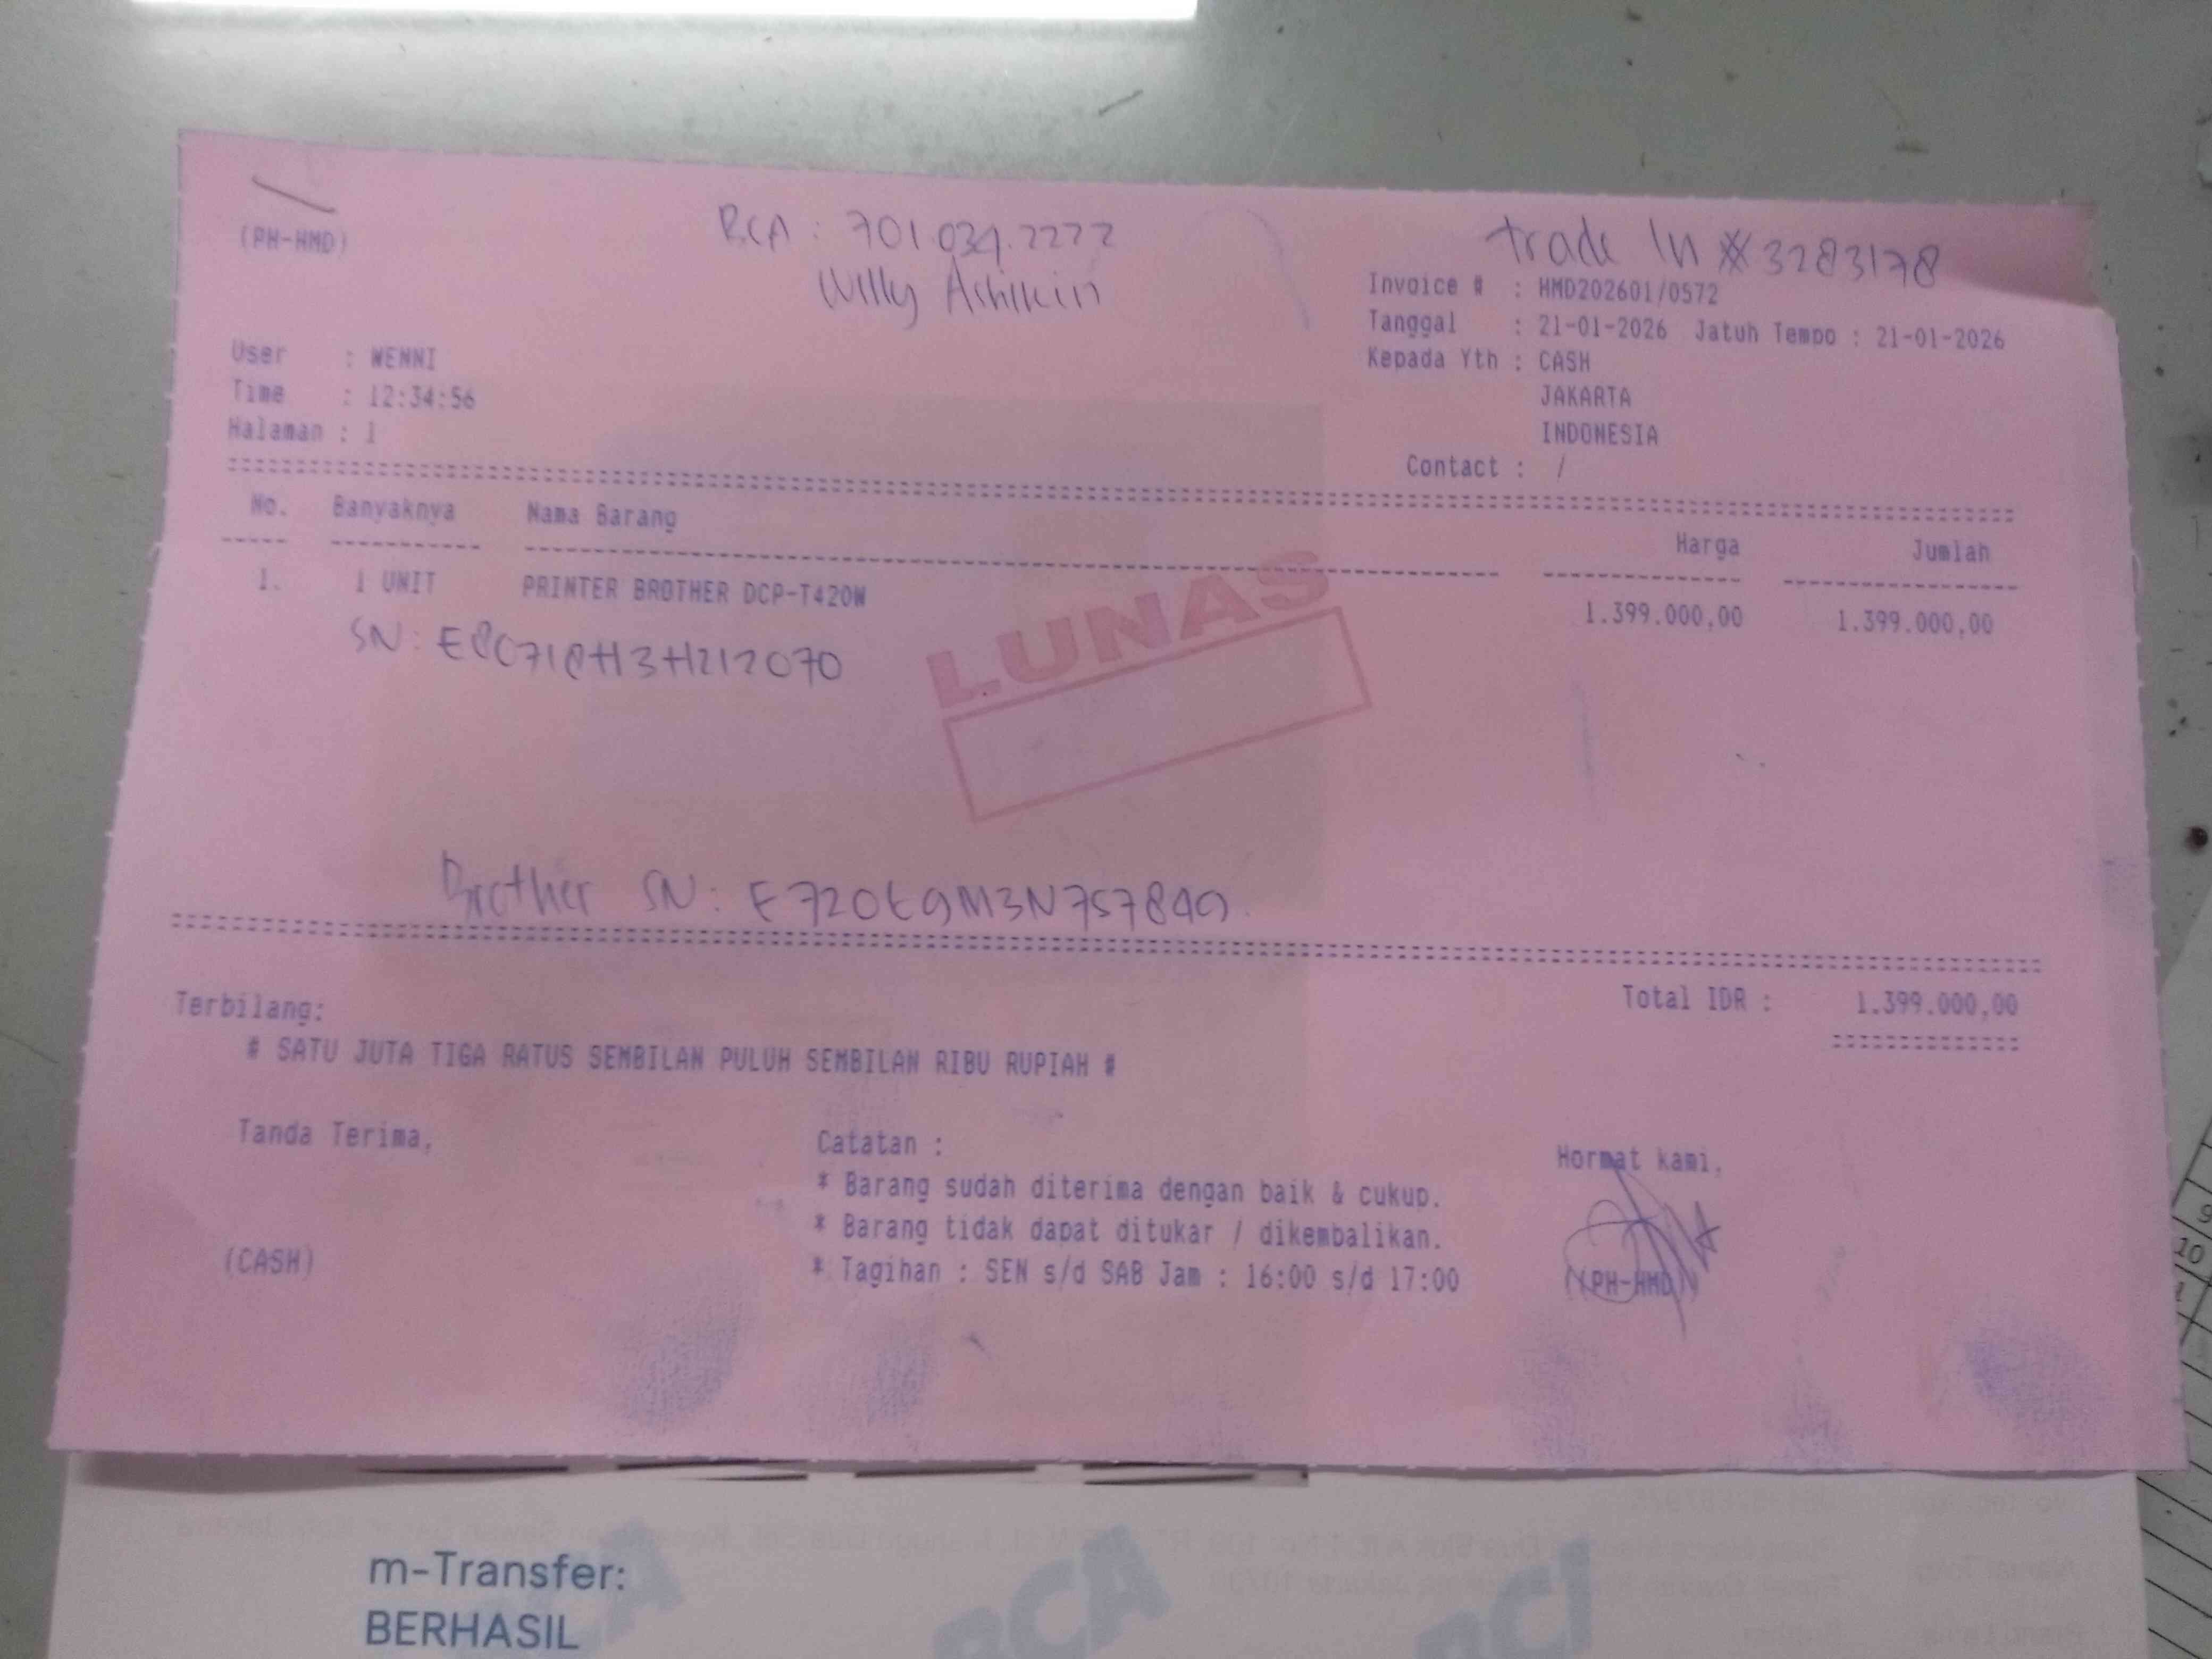 (PH-HMD)
BCA : 701.039.2272
Willy Ashikin
trade In #3283178
Invoice # : HMD202601/0572
Tanggal : 21-01-2026 Jatuh Tempo : 21-01-2026
Kepada Yth : CASH
JAKARTA
INDONESIA
Contact : /
User : WENNI
Time : 12:34:56
Halaman : 1
No. Banyaknya Nama Barang Harga Jumlah
1. 1 UNIT PRINTER BROTHER DCP-T420W 1.399.000,00 1.399.000,00
SN:
LUNAS
Brother SN:
Total IDR : 1.399.000,00
Terbilang:
# SATU JUTA TIGA RATUS SEMBILAN PULUH SEMBILAN RIBU RUPIAH #
Tanda Terima,
(CASH)
Catatan :
* Barang sudah diterima dengan baik & cukup.
* Barang tidak dapat ditukar / dikembalikan.
* Tagihan : SEN s/d SAB Jam : 16:00 s/d 17:00
Hormat kami,
(PH-HMD)
m-Transfer:
BERHASIL
BCA
9
10